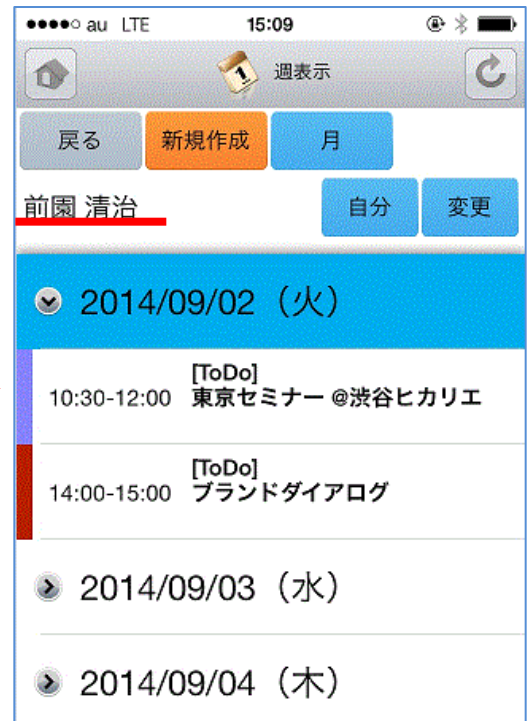 au LTE 15:09
週表示
戻る 新規作成 月
前園 清治 自分 変更
2014/09/02（火）
[ToDo]
10:30-12:00 東京セミナー @渋谷ヒカリエ
[ToDo]
14:00-15:00 ブランドダイアログ
2014/09/03（水）
2014/09/04（木）